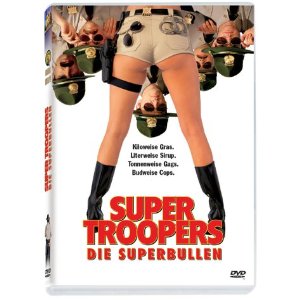 Kiloweise Gras.
Literweise Sirup.
Tonnenweise Gags.
Budweise Cops.
SUPER
TROOPERS
DIE SUPERBULLEN
DVD
SUPER TROOPERS